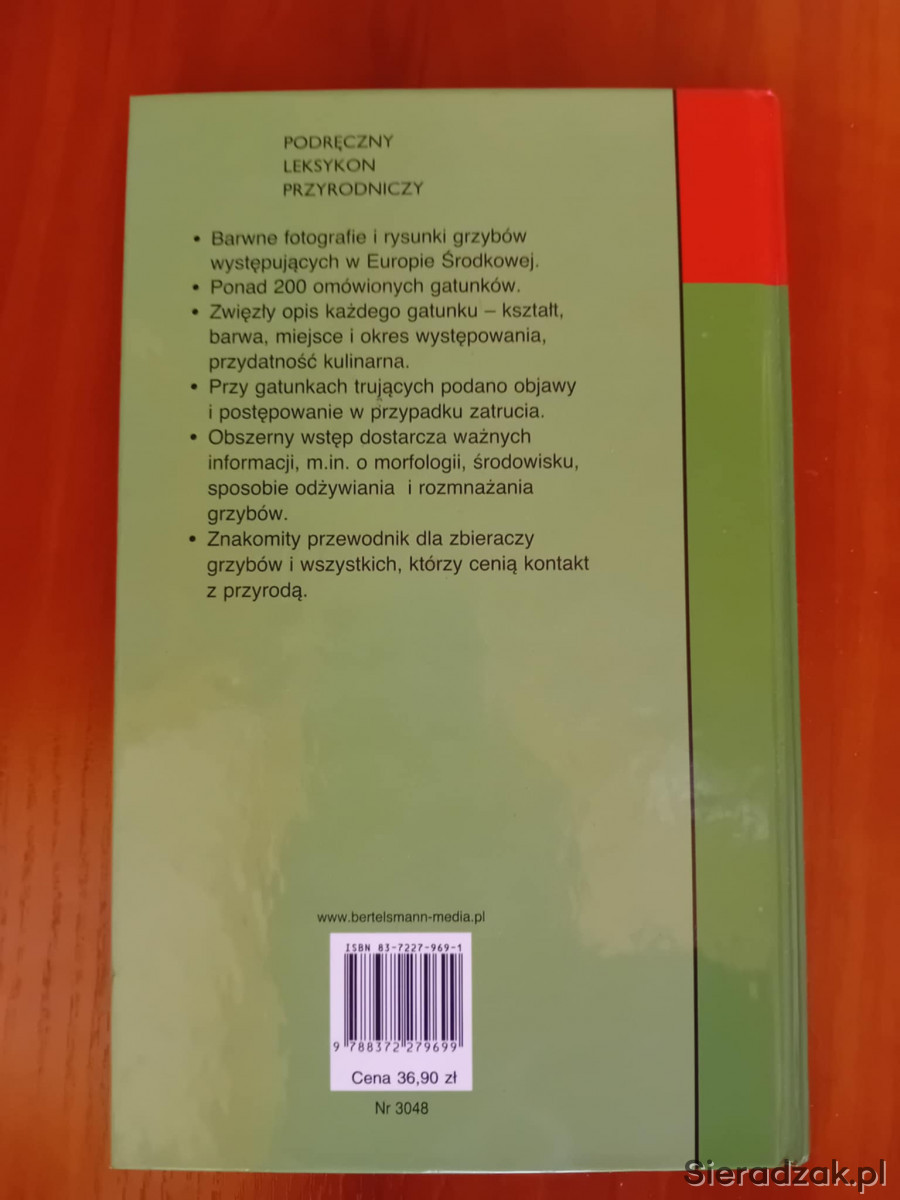 PODRĘCZNY
LEKSYKON
PRZYRODNICZY
• Barwne fotografie i rysunki grzybów
występujących w Europie Środkowej.
• Ponad 200 omówionych gatunków.
• Zwięzły opis każdego gatunku – kształt,
barwa, miejsce i okres występowania,
przydatność kulinarna.
• Przy gatunkach trujących podano objawy
i postępowanie w przypadku zatrucia.
• Obszerny wstęp dostarcza ważnych
informacji, m.in. o morfologii, środowisku,
sposobie odżywiania i rozmnażania
grzybów.
• Znakomity przewodnik dla zbieraczy
grzybów i wszystkich, którzy cenią kontakt
z przyrodą.
www.bertelsmann-media.pl
ISBN 83-7227-969-1
9 788372 279699
Cena 36,90 zł
Nr 3048
Sieradzak.pl